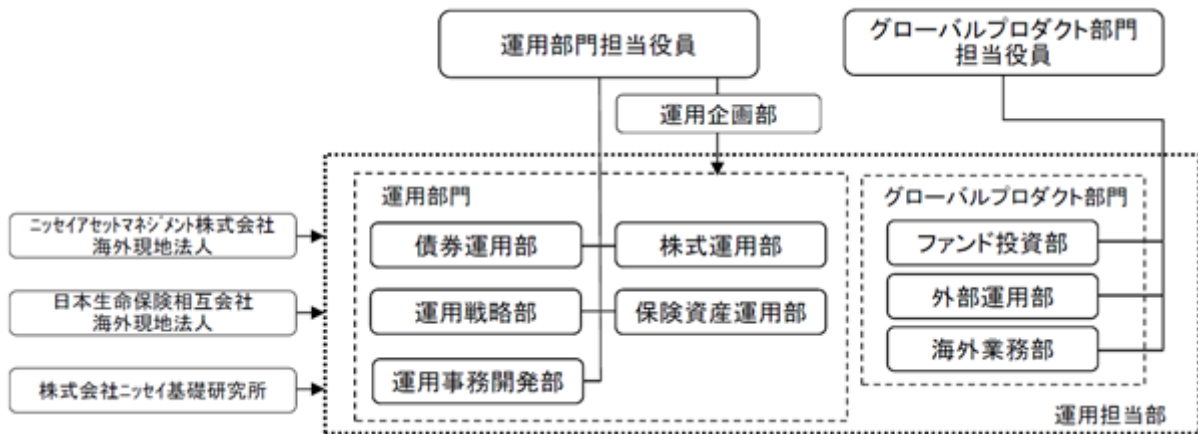 運用部門担当役員
グローバルプロダクト部門
担当役員
運用企画部
運用部門
グローバルプロダクト部門
ニッセイアセットマネジメント株式会社
海外現地法人
債券運用部
株式運用部
ファンド投資部
日本生命保険相互会社
海外現地法人
運用戦略部
保険資産運用部
外部運用部
海外業務部
株式会社ニッセイ基礎研究所
運用事務開発部
運用担当部